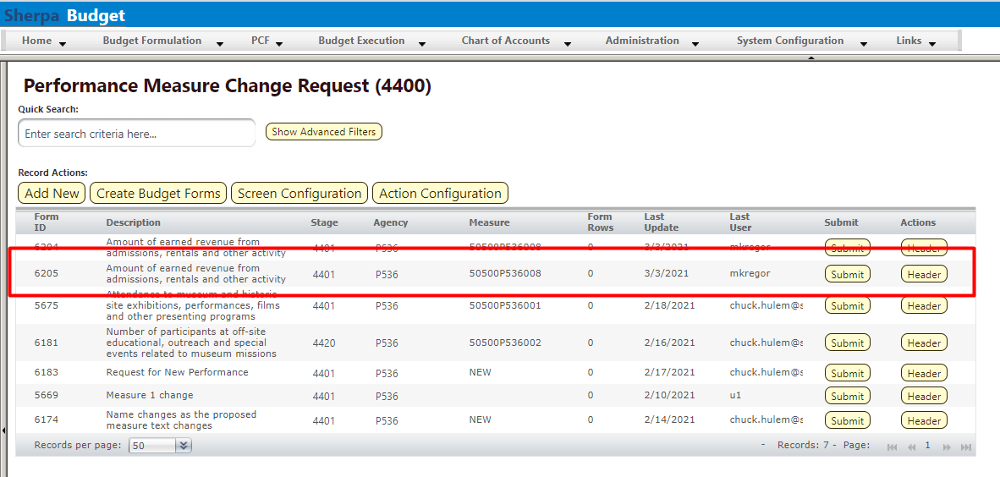 Sherpa Budget
Home Budget Formulation PCF Budget Execution Chart of Accounts Administration System Configuration Links
Performance Measure Change Request (4400)
Quick Search:
Enter search criteria here...
Show Advanced Filters
Record Actions:
Add New Create Budget Forms Screen Configuration Action Configuration
Form ID Description Stage Agency Measure Form Rows Last Update Last User Submit Actions
6204 Amount of earned revenue from admissions, rentals and other activity 4401 P536 50500P536008 0 3/3/2021 mkregor Submit Header
6205 Amount of earned revenue from admissions, rentals and other activity 4401 P536 50500P536008 0 3/3/2021 mkregor Submit Header
5675 Attendance to museum and historic site exhibitions, performances, films and other presenting programs 4401 P536 50500P536001 0 2/18/2021 chuck.hulem@s Submit Header
6181 Number of participants at off-site educational, outreach and special events related to museum missions 4420 P536 50500P536002 0 2/16/2021 chuck.hulem@s Submit Header
6183 Request for New Performance 4401 P536 NEW 0 2/17/2021 chuck.hulem@s Submit Header
5669 Measure 1 change 4401 P536 0 2/10/2021 u1 Submit Header
6174 Name changes as the proposed measure text changes 4401 P536 NEW 0 2/14/2021 chuck.hulem@s Submit Header
Records per page: 50 - Records: 7 - Page: 1